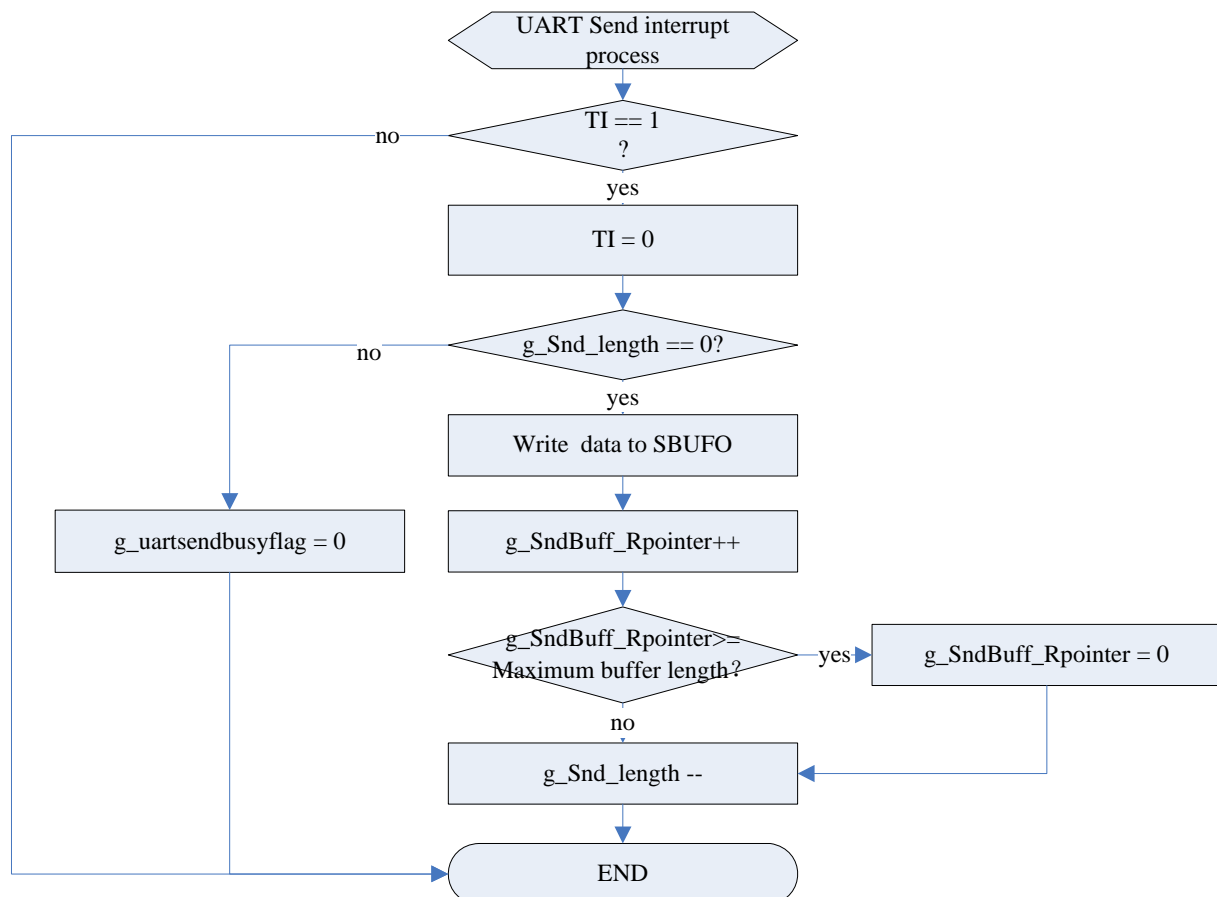 UART Send interrupt
process
TI == 1
?
no
yes
TI = 0
g_Snd_length == 0?
no
yes
Write  data to SBUFO
g_uartsendbusyflag = 0
g_SndBuff_Rpointer++
g_SndBuff_Rpointer>=
Maximum buffer length?
yes
g_SndBuff_Rpointer = 0
no
g_Snd_length --
END